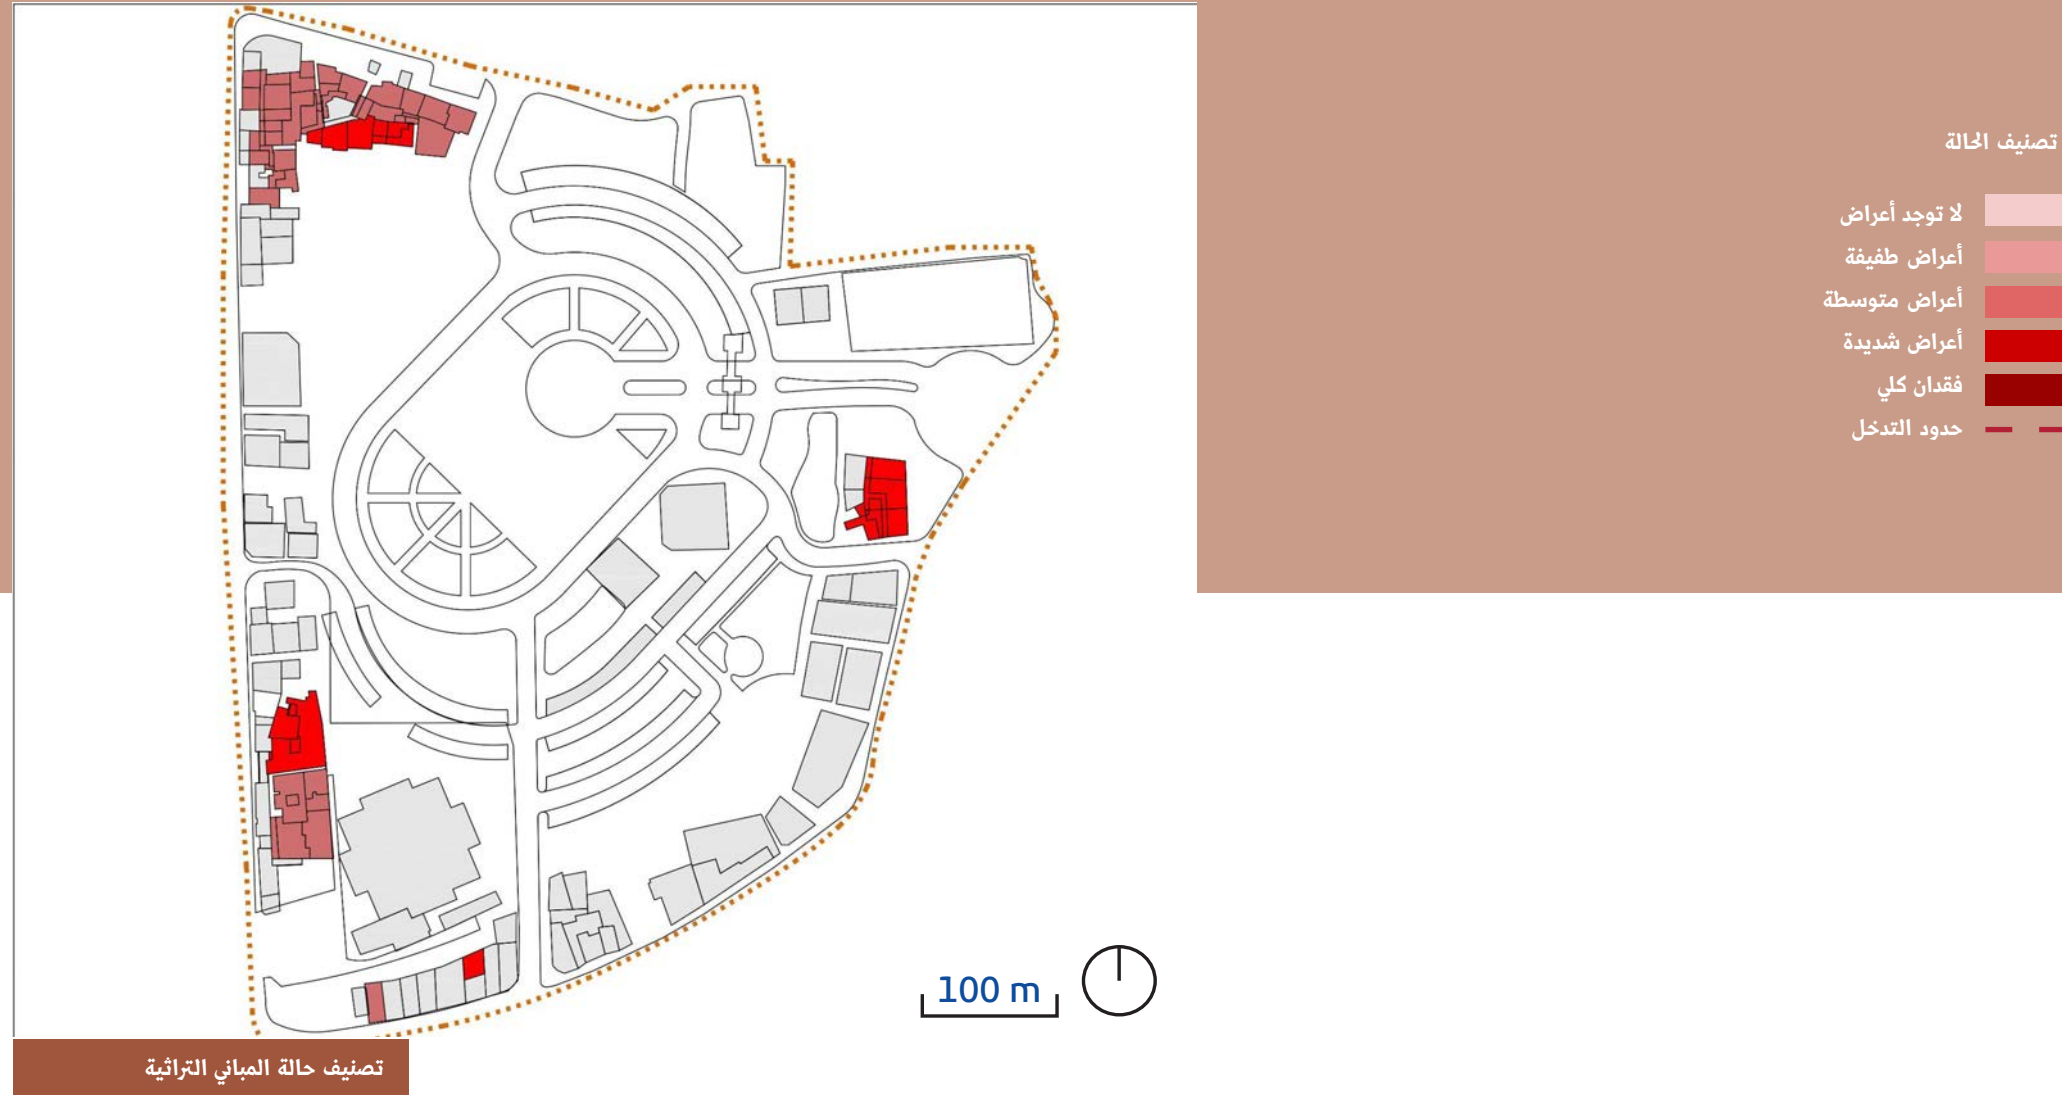 تصنيف الحالة
لا توجد أعراض
أعراض طفيفة
أعراض متوسطة
أعراض شديدة
فقدان كلي
حدود التدخل
100 m
تصنيف حالة المباني التراثية